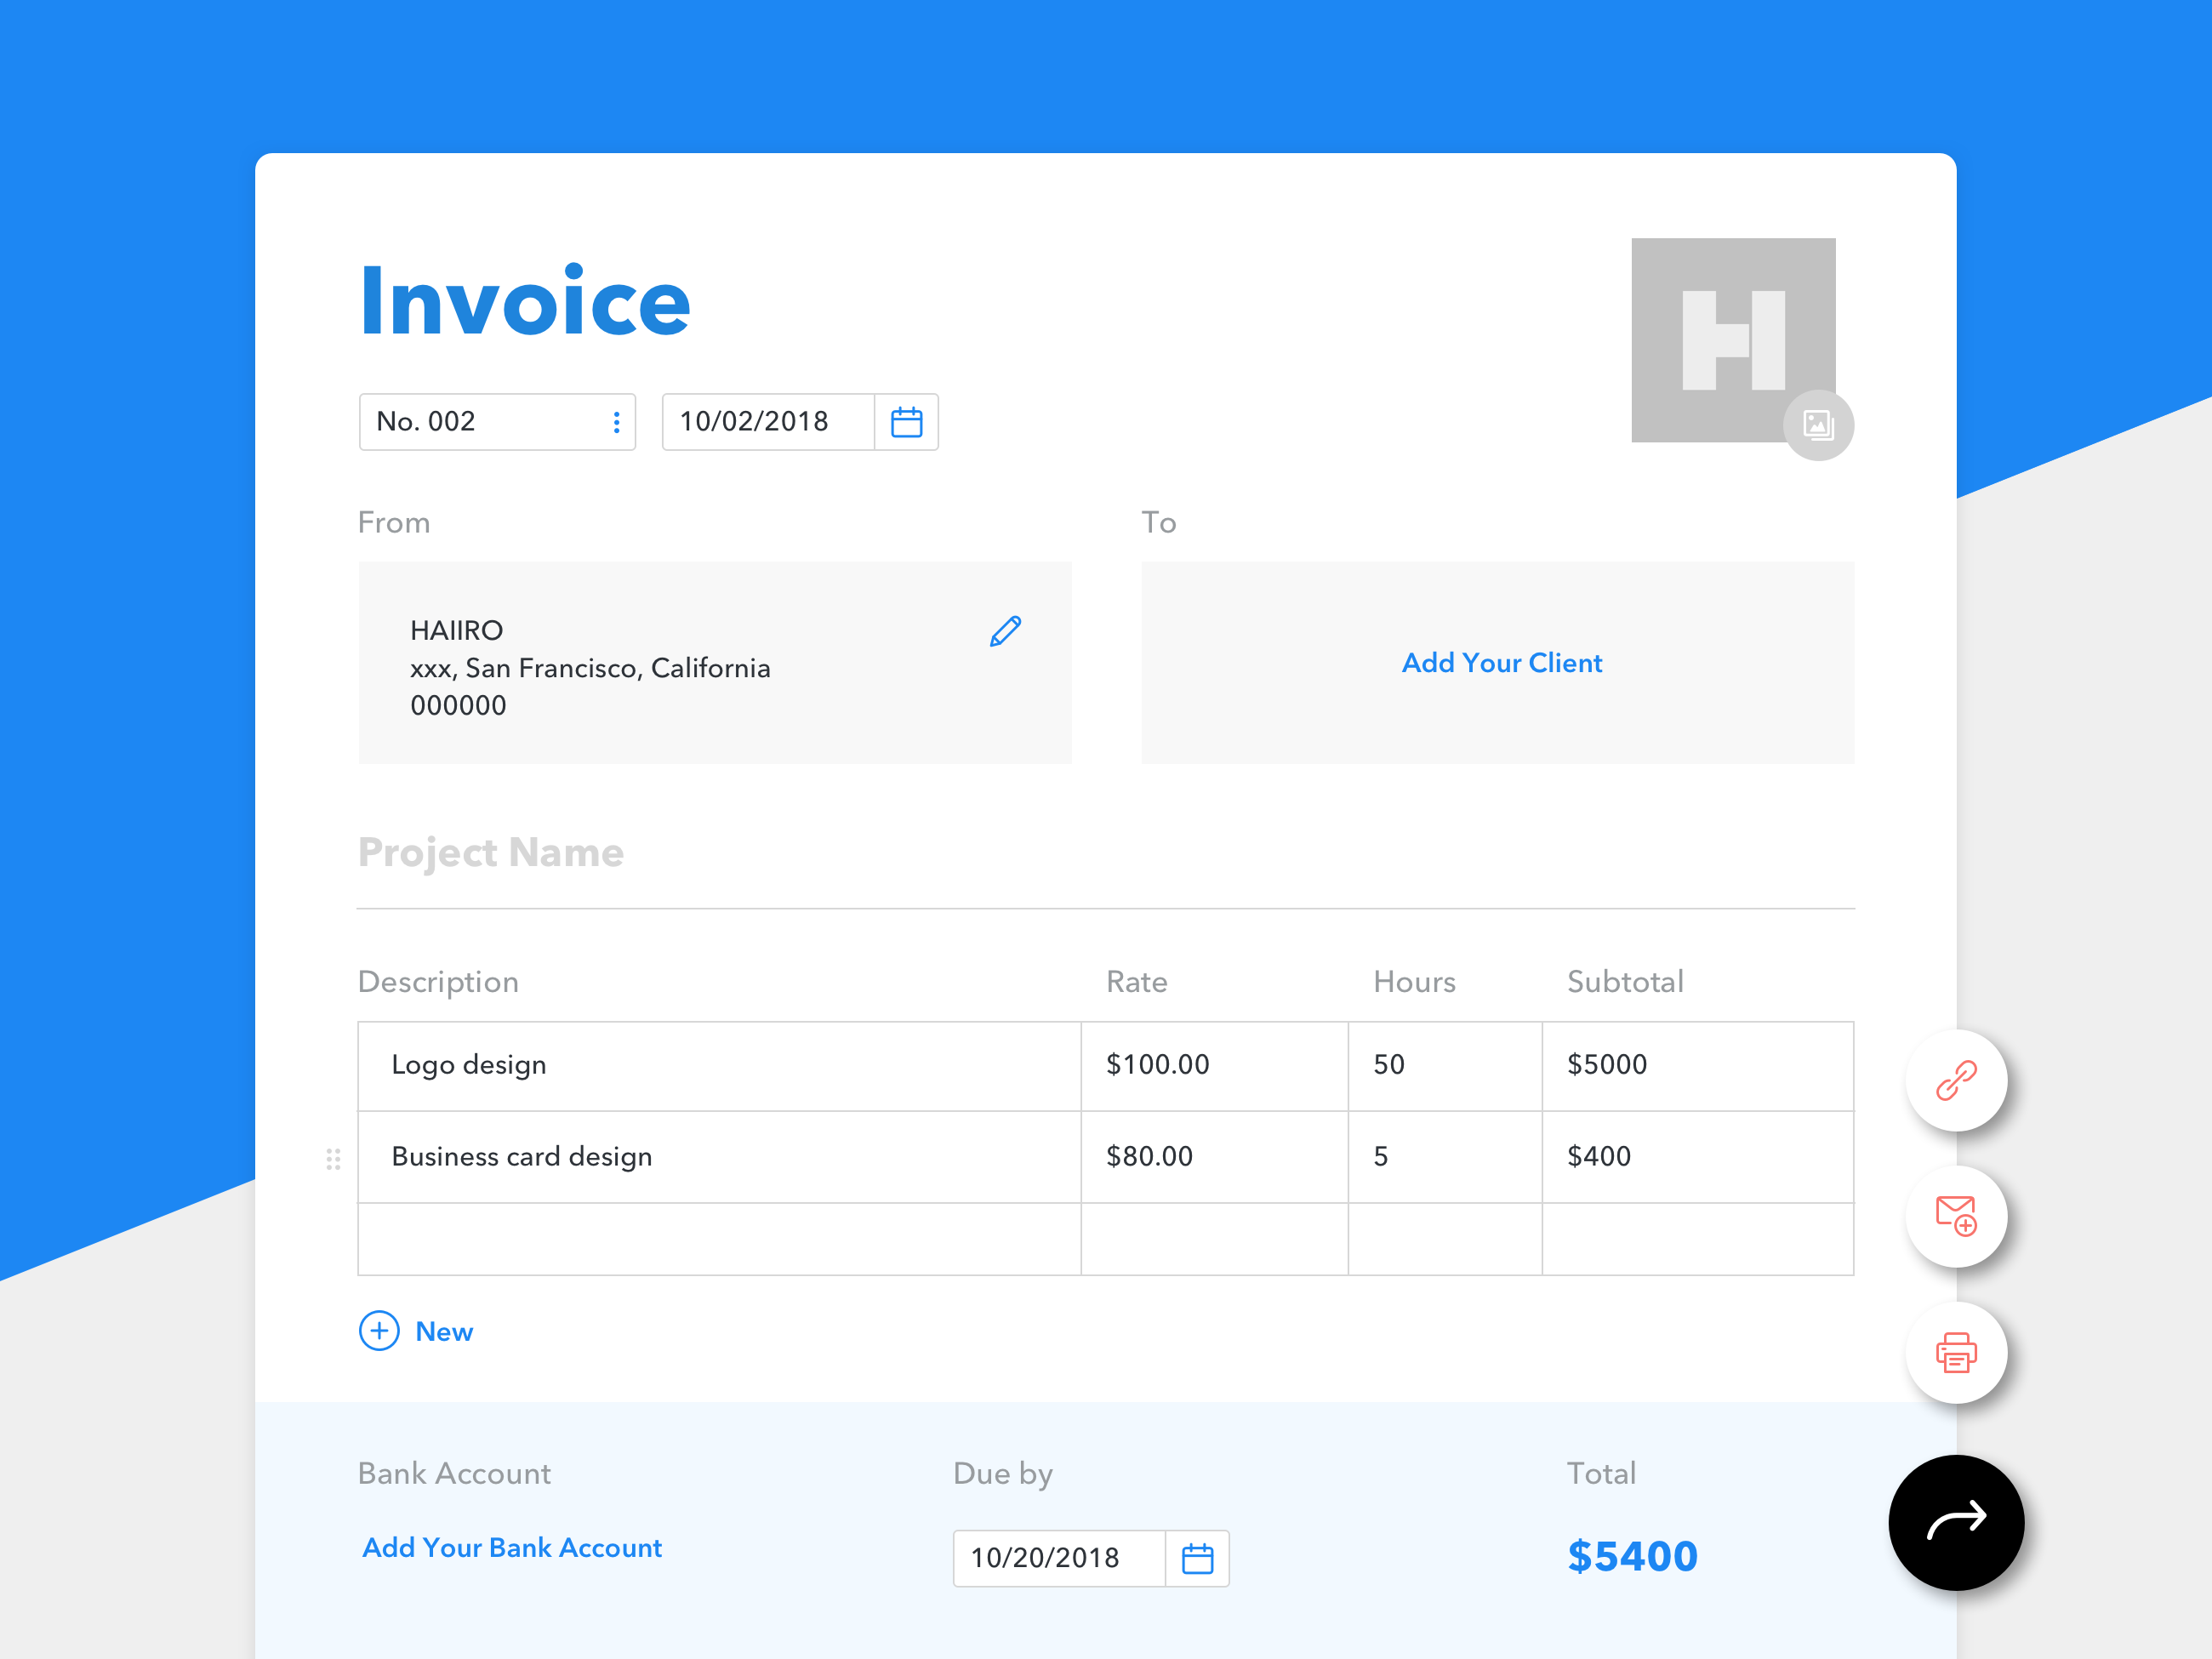 Invoice
H
No. 002
10/02/2018
From
To
HAIIRO
xxx, San Francisco, California
000000
Add Your Client
Project Name
Description Rate Hours Subtotal
Logo design $100.00 50 $5000
Business card design $80.00 5 $400
New
Bank Account
Due by
Total
Add Your Bank Account
10/20/2018
$5400